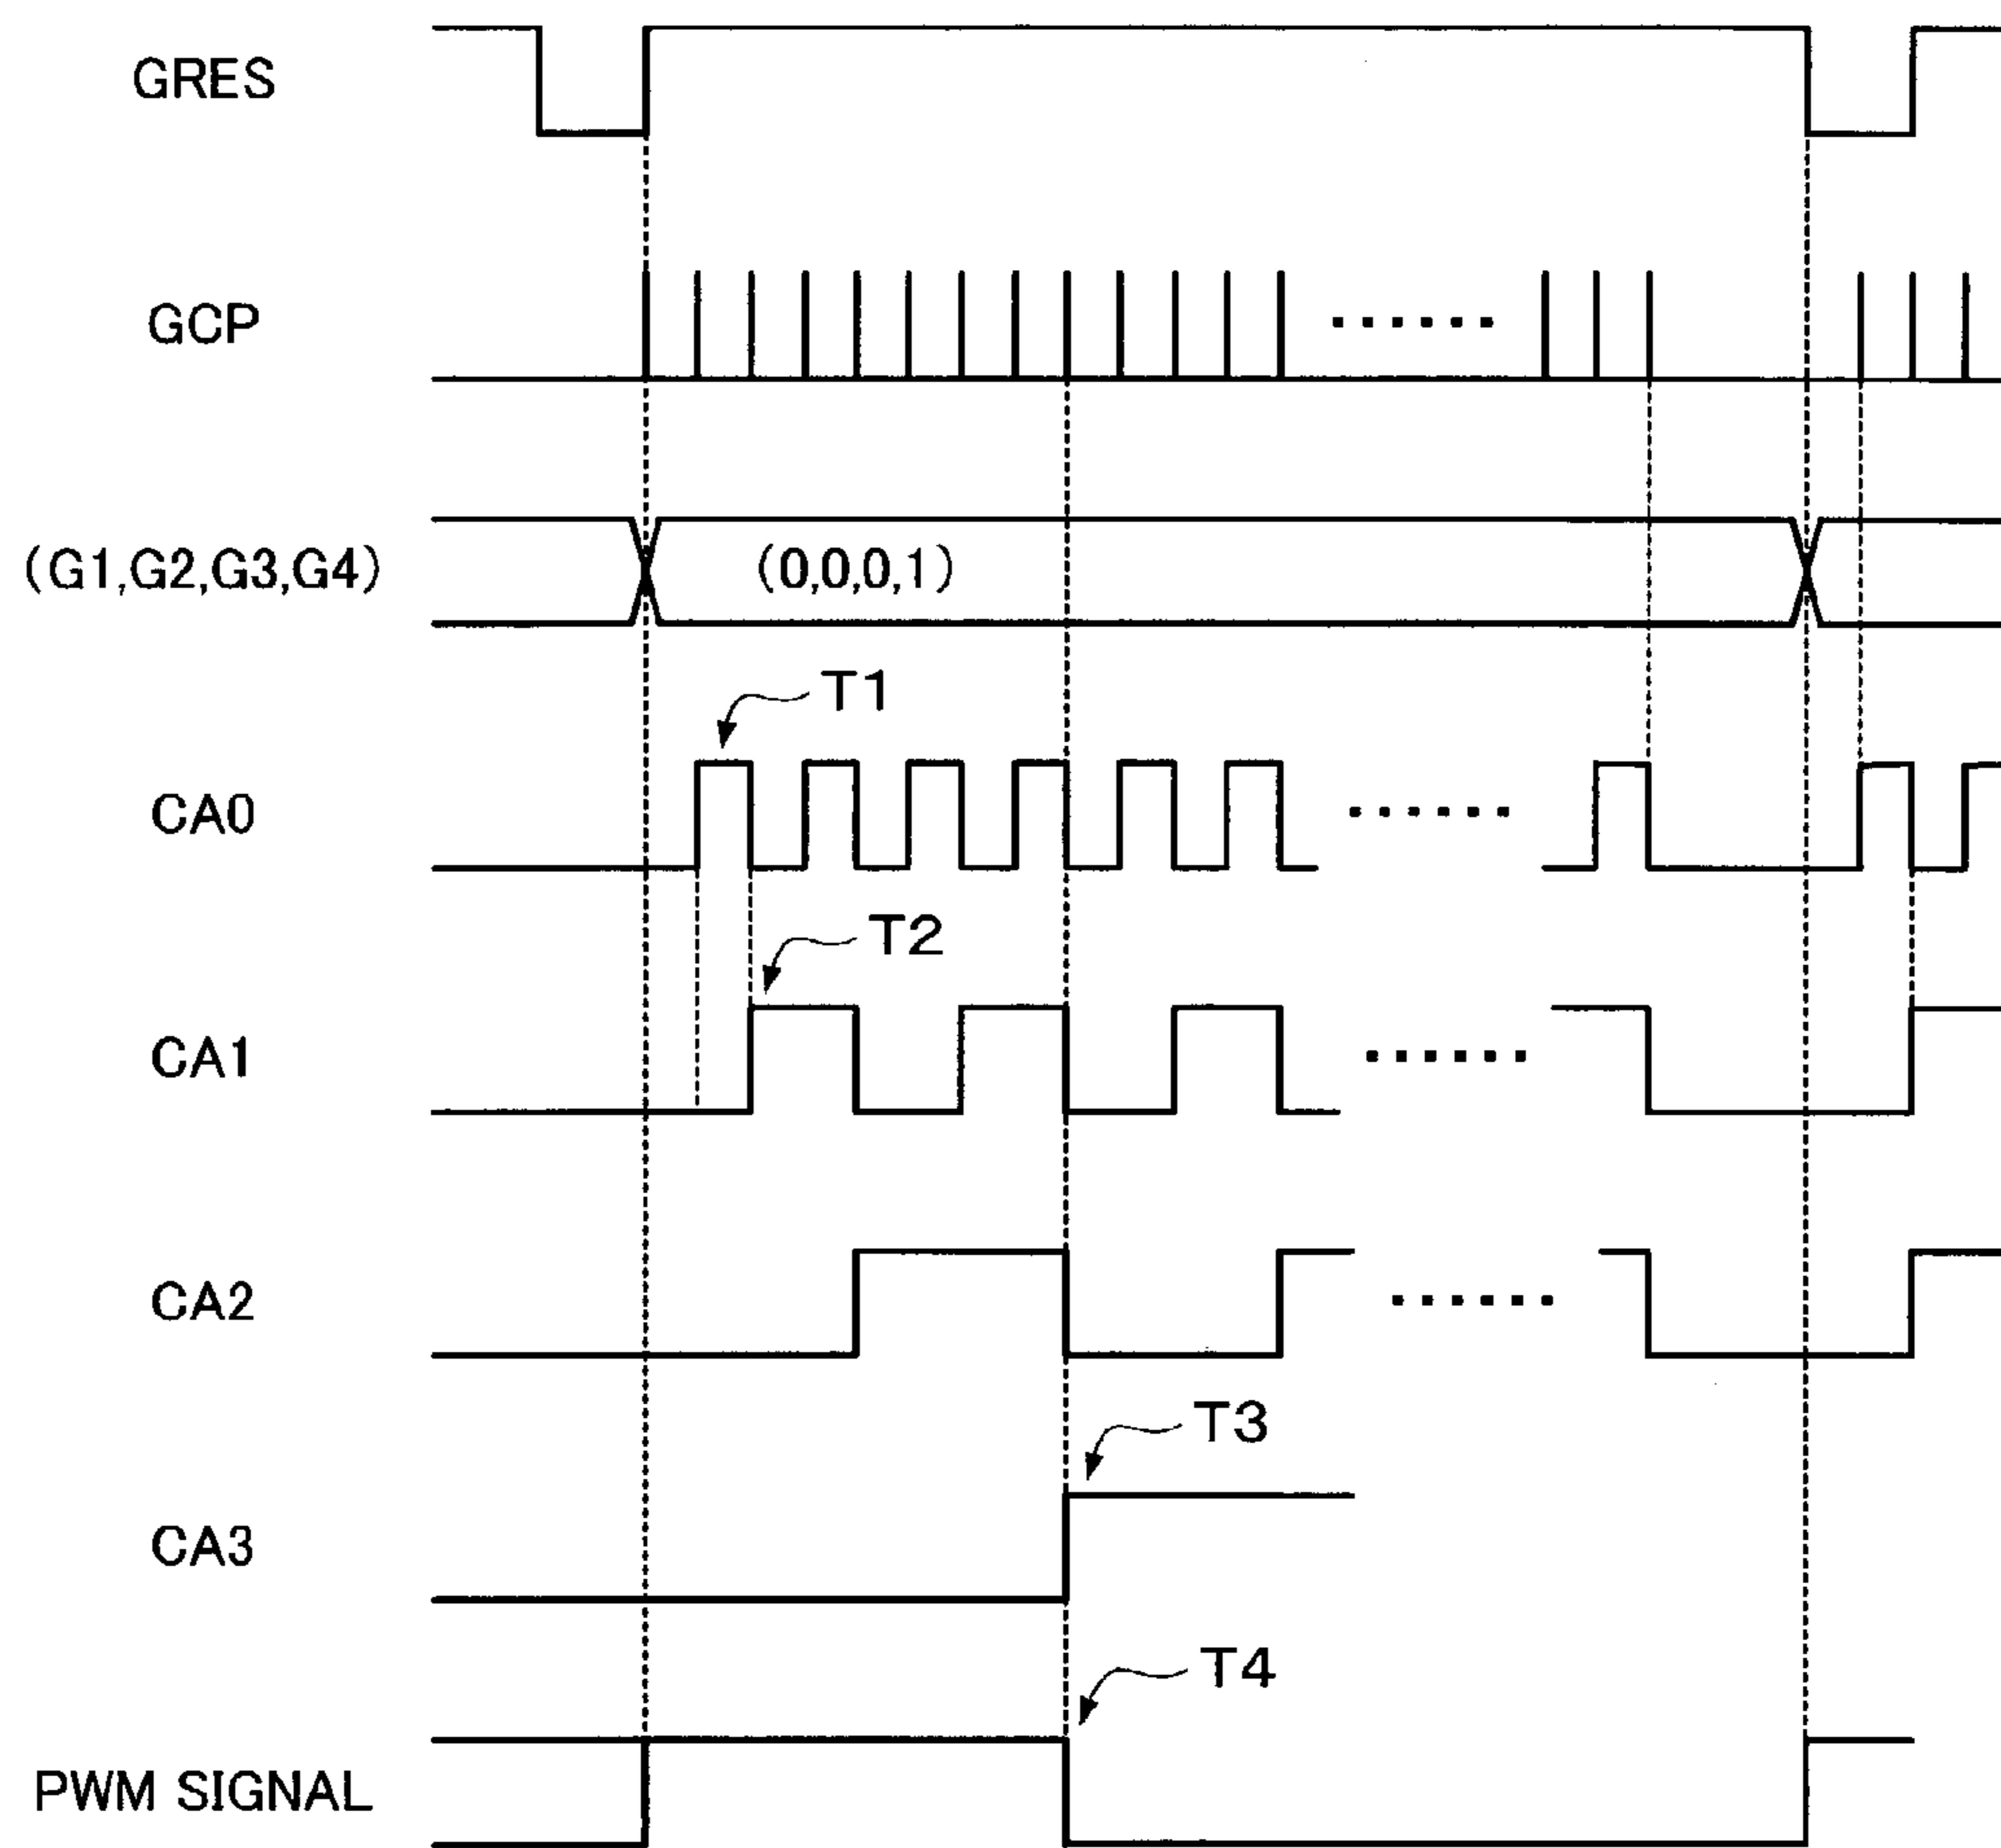 GRES
GCP
(G1,G2,G3,G4)
(0,0,0,1)
T1
CA0
T2
CA1
CA2
T3
CA3
T4
PWM SIGNAL